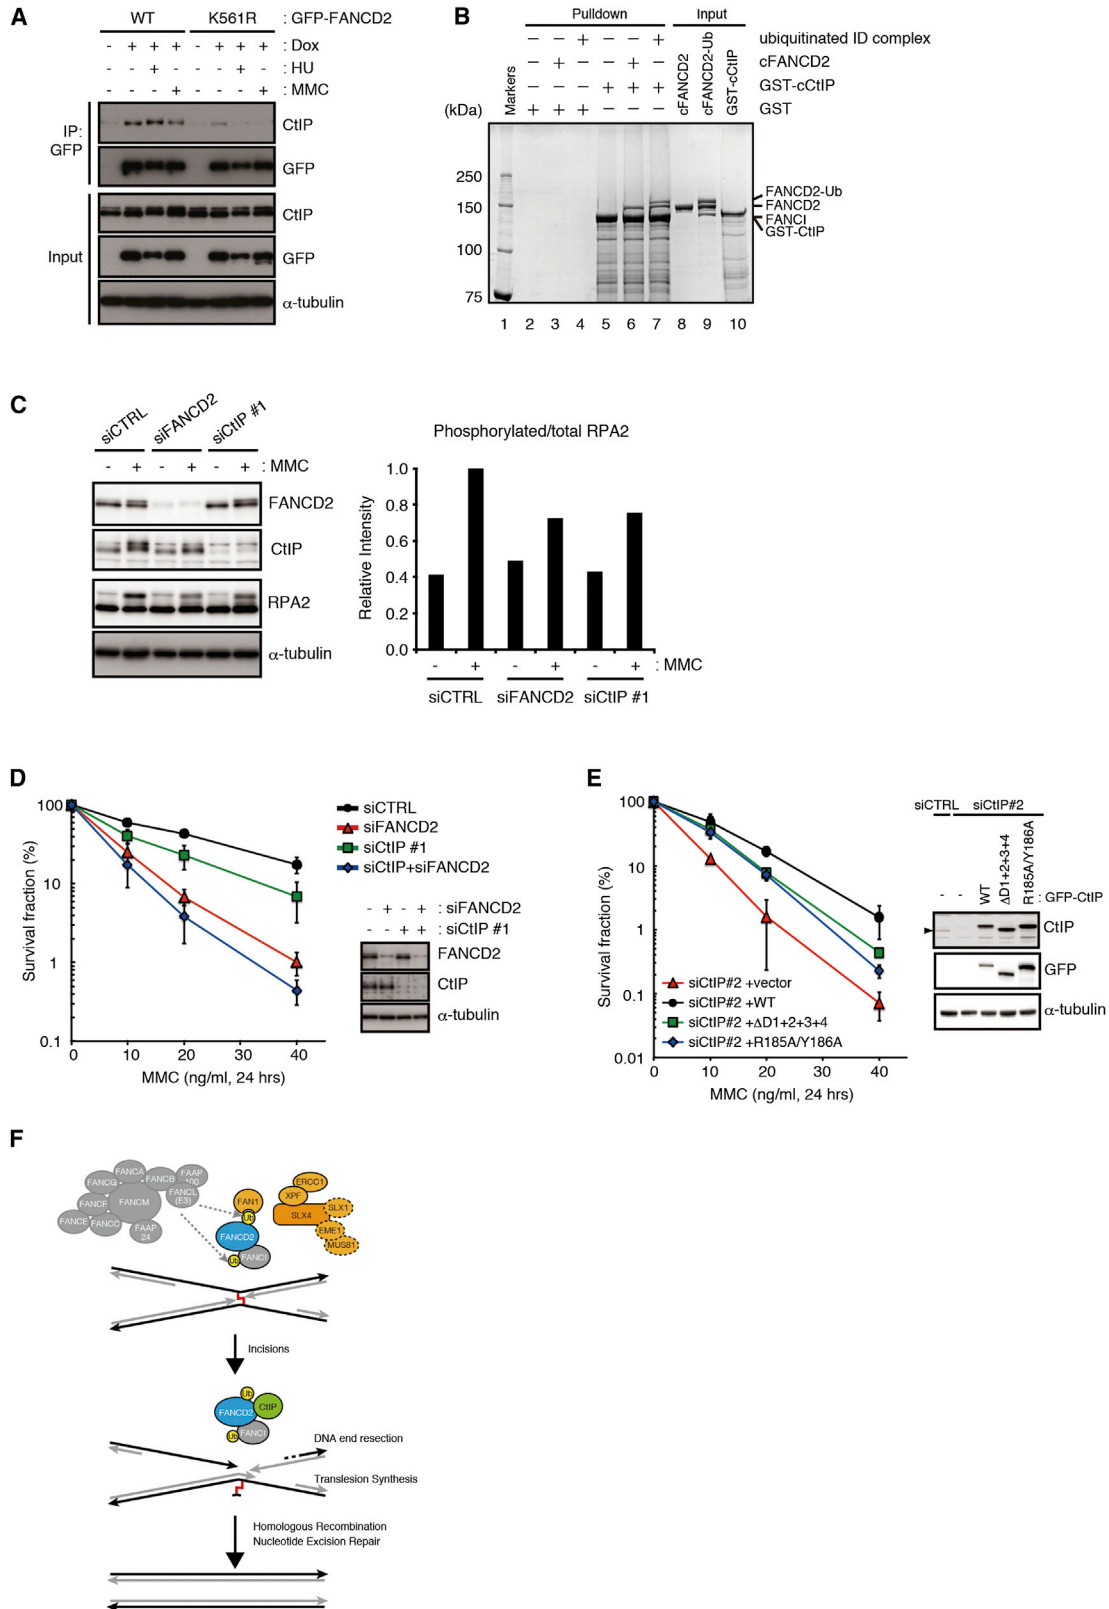 A
WT K561R : GFP-FANCD2
- + + + - + + + : Dox
+ + : HU
+ + : MMC
IP: GFP
CtIP
GFP
Input
CtIP
GFP
α-tubulin
B
Pulldown Input
− − + − − + ubiquitinated ID complex
− + − − + − cFANCD2
− − − + + + GST-cCtIP
+ + + − − − GST
(kDa)
Markers
cFANCD2
cFANCD2-Ub
GST-cCtIP
250
150
100
75
FANCD2-Ub
FANCD2
FANCI
GST-CtIP
1 2 3 4 5 6 7 8 9 10
C
siCTRL siFANCD2 siCtIP #1
- + - + - + : MMC
FANCD2
CtIP
RPA2
α-tubulin
Phosphorylated/total RPA2
Relative Intensity
1.0
0.8
0.6
0.4
0.2
0.0
- + - + - + : MMC
siCTRL siFANCD2 siCtIP #1
D
Survival fraction (%)
100
10
1
0.1
0 10 20 30 40
MMC (ng/ml, 24 hrs)
siCTRL
siFANCD2
siCtIP #1
siCtIP+siFANCD2
- + - + : siFANCD2
- - + + : siCtIP #1
FANCD2
CtIP
α-tubulin
E
Survival fraction (%)
100
10
1
0.1
0.01
0 10 20 30 40
MMC (ng/ml, 24 hrs)
siCtIP#2 +vector
siCtIP#2 +WT
siCtIP#2 +ΔD1+2+3+4
siCtIP#2 +R185A/Y186A
siCTRL siCtIP#2
- - WT ΔD1+2+3+4 R185A/Y186A : GFP-CtIP
CtIP
GFP
α-tubulin
F
FANCA
FANCG
FANCB
FAAP 100
FANCL (E3)
FANCF
FANCM
FANCE
FANCC
FAAP 24
FAN1
Ub
FANCD2
Ub
FANCI
ERCC1
XPF
SLX4
SLX1
EME1
MUS81
Incisions
Ub
FANCD2
CtIP
Ub
FANCI
DNA end resection
Translesion Synthesis
Homologous Recombination
Nucleotide Excision Repair